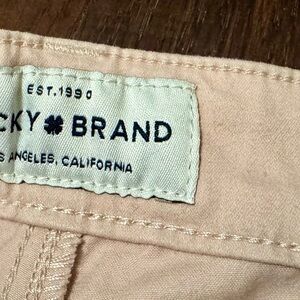 EST.1990
CKY ☘ BRAND
S ANGELES, CALIFORNIA